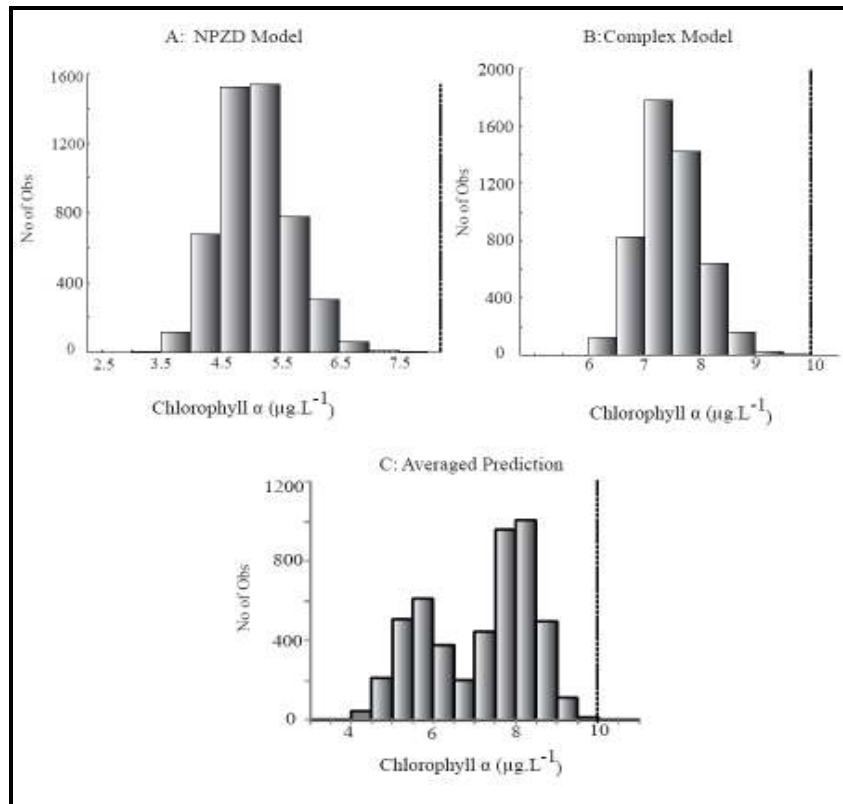 A: NPZD Model
1600
1200
800
400
0
No of Obs
2.5 3.5 4.5 5.5 6.5 7.5
Chlorophyll α (µg.L-1)
B:Complex Model
2000
1600
1200
800
400
0
No of Obs
6 7 8 9 10
Chlorophyll α (µg.L-1)
C: Averaged Prediction
1200
800
400
0
No of Obs
4 6 8 10
Chlorophyll α (µg.L-1)